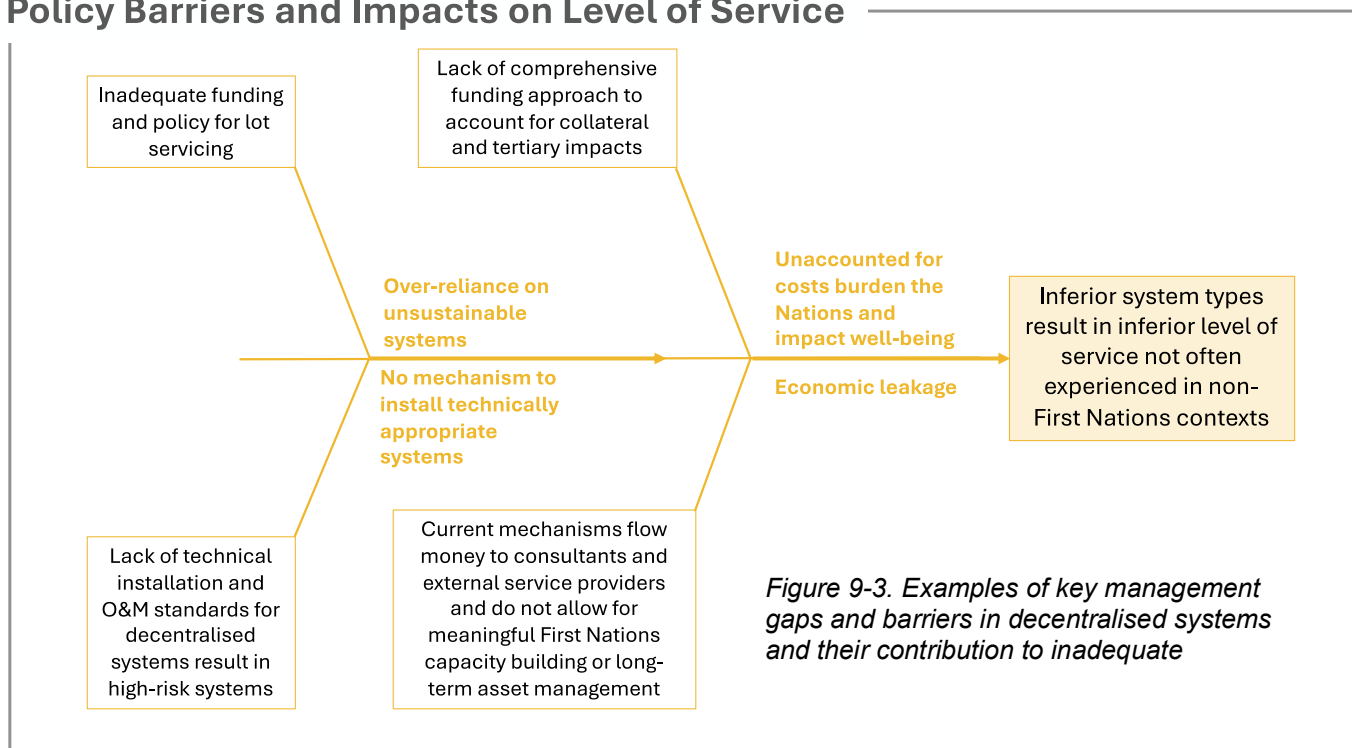 Policy Barriers and Impacts on Level of Service
Inadequate funding
and policy for lot
servicing
Lack of comprehensive
funding approach to
account for collateral
and tertiary impacts
Over-reliance on
unsustainable
systems
No mechanism to
install technically
appropriate
systems
Unaccounted for
costs burden the
Nations and
impact well-being
Economic leakage
Inferior system types
result in inferior level of
service not often
experienced in non-
First Nations contexts
Lack of technical
installation and
O&M standards for
decentralised
systems result in
high-risk systems
Current mechanisms flow
money to consultants and
external service providers
and do not allow for
meaningful First Nations
capacity building or long-
term asset management
Figure 9-3. Examples of key management
gaps and barriers in decentralised systems
and their contribution to inadequate